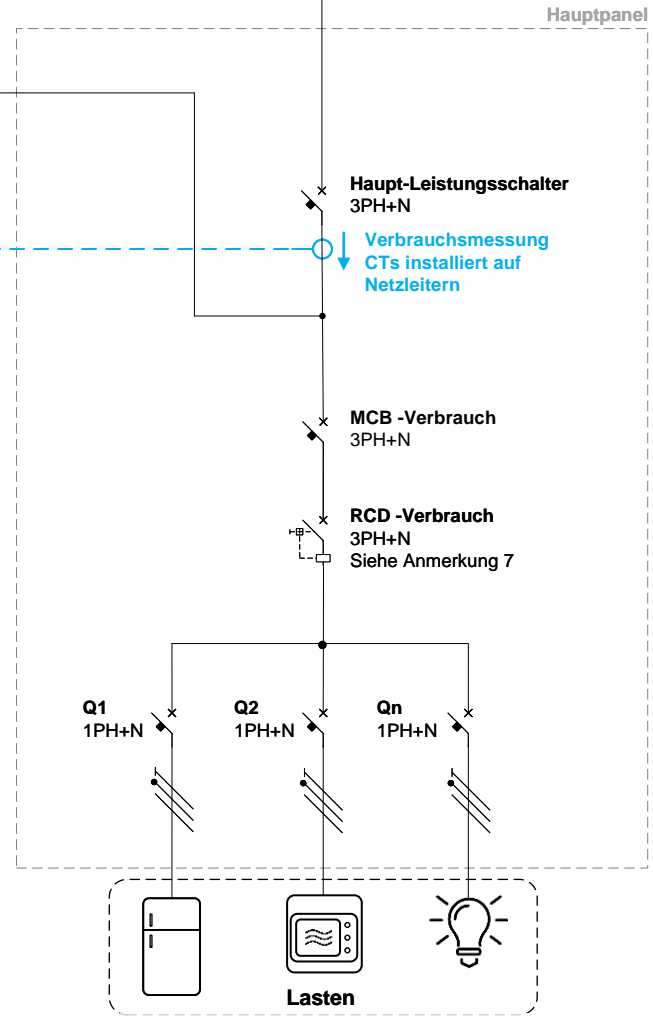 Hauptpanel
Haupt-Leistungsschalter
3PH+N
Verbrauchsmessung
CTs installiert auf
Netzleitern
MCB -Verbrauch
3PH+N
RCD -Verbrauch
3PH+N
Siehe Anmerkung 7
Q1
1PH+N
Q2
1PH+N
Qn
1PH+N
Lasten